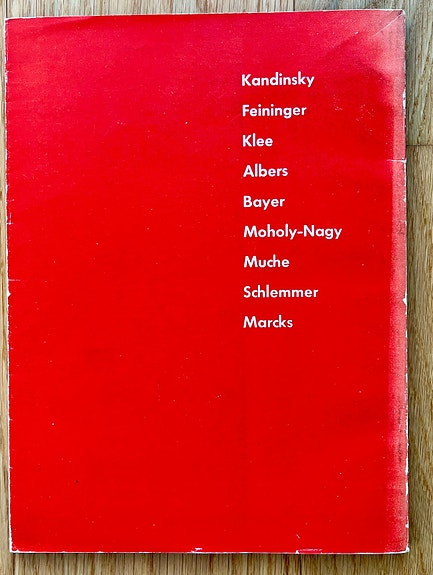 Kandinsky
Feininger
Klee
Albers
Bayer
Moholy-Nagy
Muche
Schlemmer
Marcks